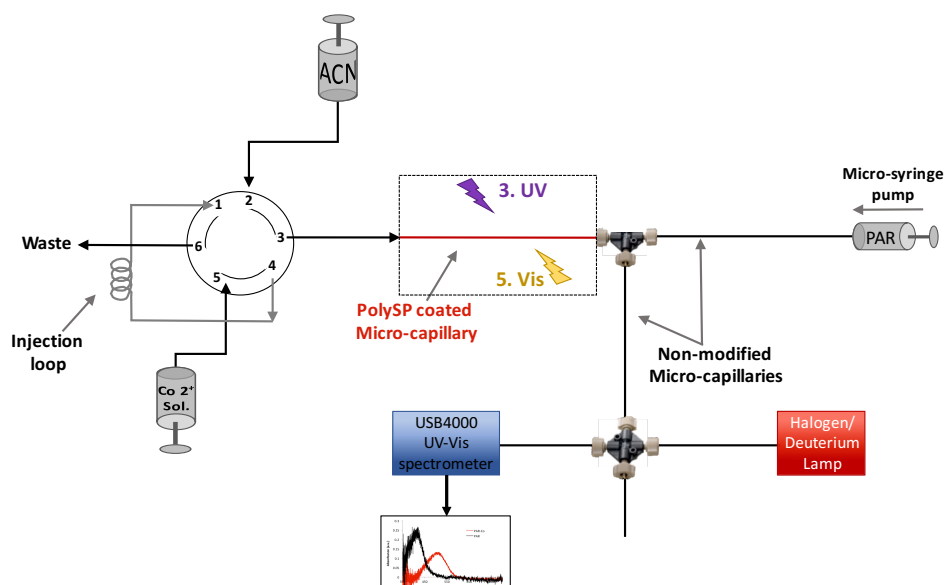 ACN
3. UV
Micro-syringe
pump
1
2
3
4
5
6
Waste
PAR
5. Vis
PolySP coated
Micro-capillary
Injection
loop
Non-modified
Micro-capillaries
Co 2⁺
Sol.
USB4000
UV-Vis
spectrometer
Halogen/
Deuterium
Lamp